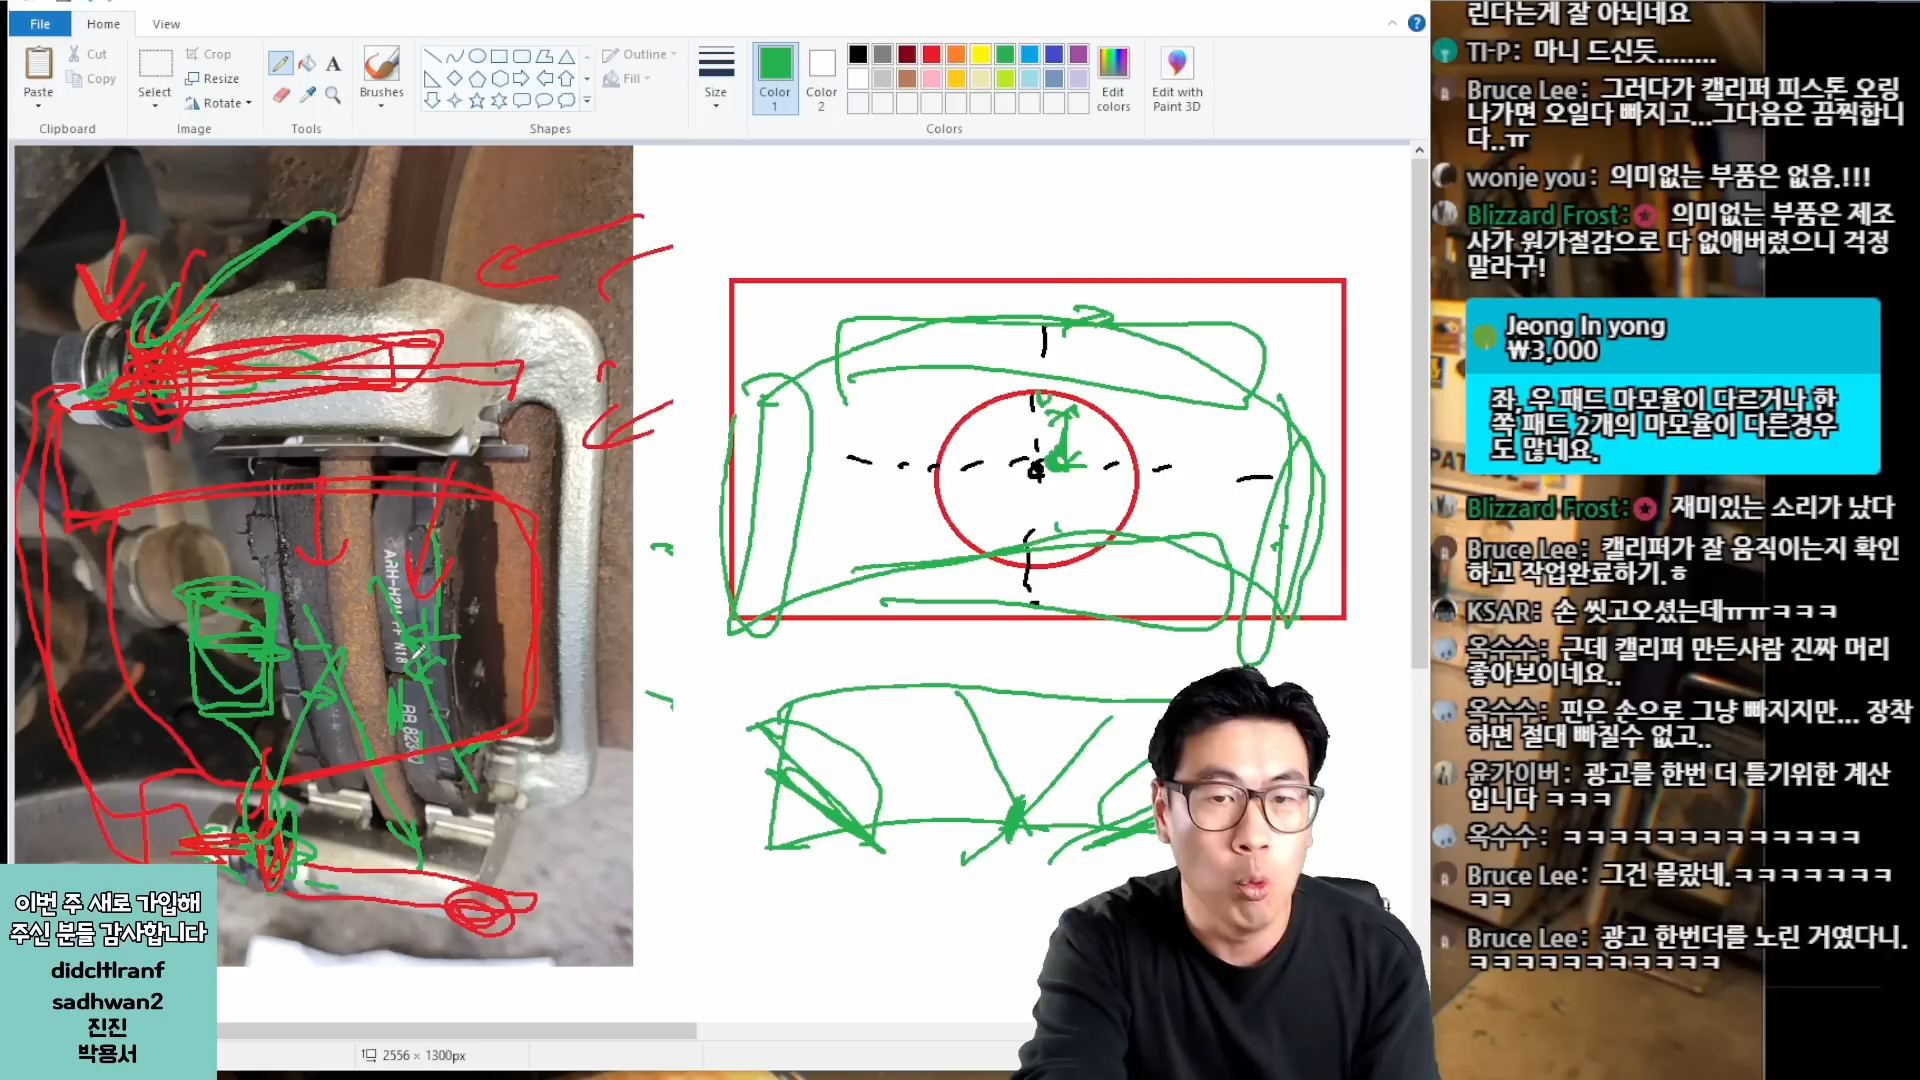 File
Home
View
Paste
Cut
Copy
Clipboard
Select
Crop
Resize
Rotate
Image
Tools
Brushes
Outline
Fill
Shapes
Size
Color 1
Color 2
Edit colors
Colors
Edit with Paint 3D
N18
2556 × 1300px
이번 주 새로 가입해
주신 분들 감사합니다
didcltlranf
sadhwan2
진진
박용서
린다는게 잘 아뇌네요
TI-P: 마니 드신듯........
Bruce Lee: 그러다가 캘리퍼 피스톤 오링
나가면 오일다 빠지고...그다음은 끔찍합니
다..ㅠ
wonje you: 의미없는 부품은 없음.!!!
Blizzard Frost: 의미없는 부품은 제조
사가 원가절감으로 다 없애버렸으니 걱정
말라구!
Jeong In yong
₩3,000
좌, 우 패드 마모율이 다르거나 한
쪽 패드 2개의 마모율이 다른경우
도 많네요.
Blizzard Frost: 재미있는 소리가 났다
Bruce Lee: 캘리퍼가 잘 움직이는지 확인
하고 작업완료하기.ㅎ
KSAR: 손 씻고오셨는데ㅠㅠㅋㅋㅋ
옥수수: 근데 캘리퍼 만든사람 진짜 머리
좋아보이네요..
옥수수: 핀은 손으로 그냥 빠지지만... 장착
하면 절대 빠질수 없고..
윤가이버: 광고를 한번 더 틀기위한 계산
입니다 ㅋㅋㅋ
옥수수: ㅋㅋㅋㅋㅋㅋㅋㅋㅋㅋㅋㅋㅋ
Bruce Lee: 그건 몰랐네.ㅋㅋㅋㅋㅋㅋㅋ
ㅋㅋ
Bruce Lee: 광고 한번더를 노린 거였다니.
ㅋㅋㅋㅋㅋㅋㅋㅋㅋㅋㅋ